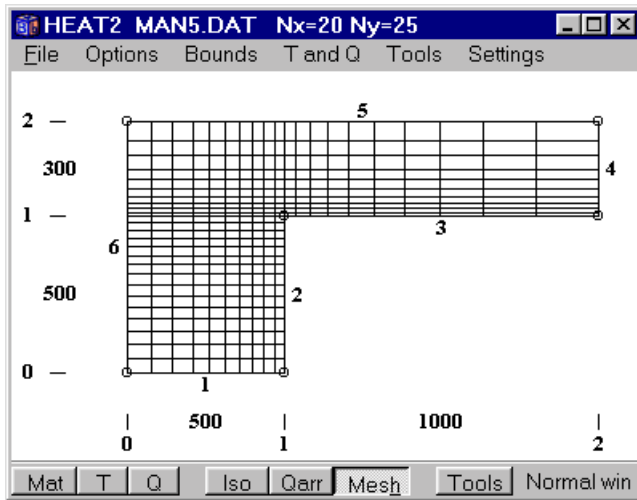 HEAT2 MAN5.DAT Nx=20 Ny=25
File Options Bounds T and Q Tools Settings
5
2 —
300
4
1 —
3
6
500
2
0 —
1
| 500 | 1000 |
0 1 2
Mat T Q Iso Qarr Mesh Tools Normal win